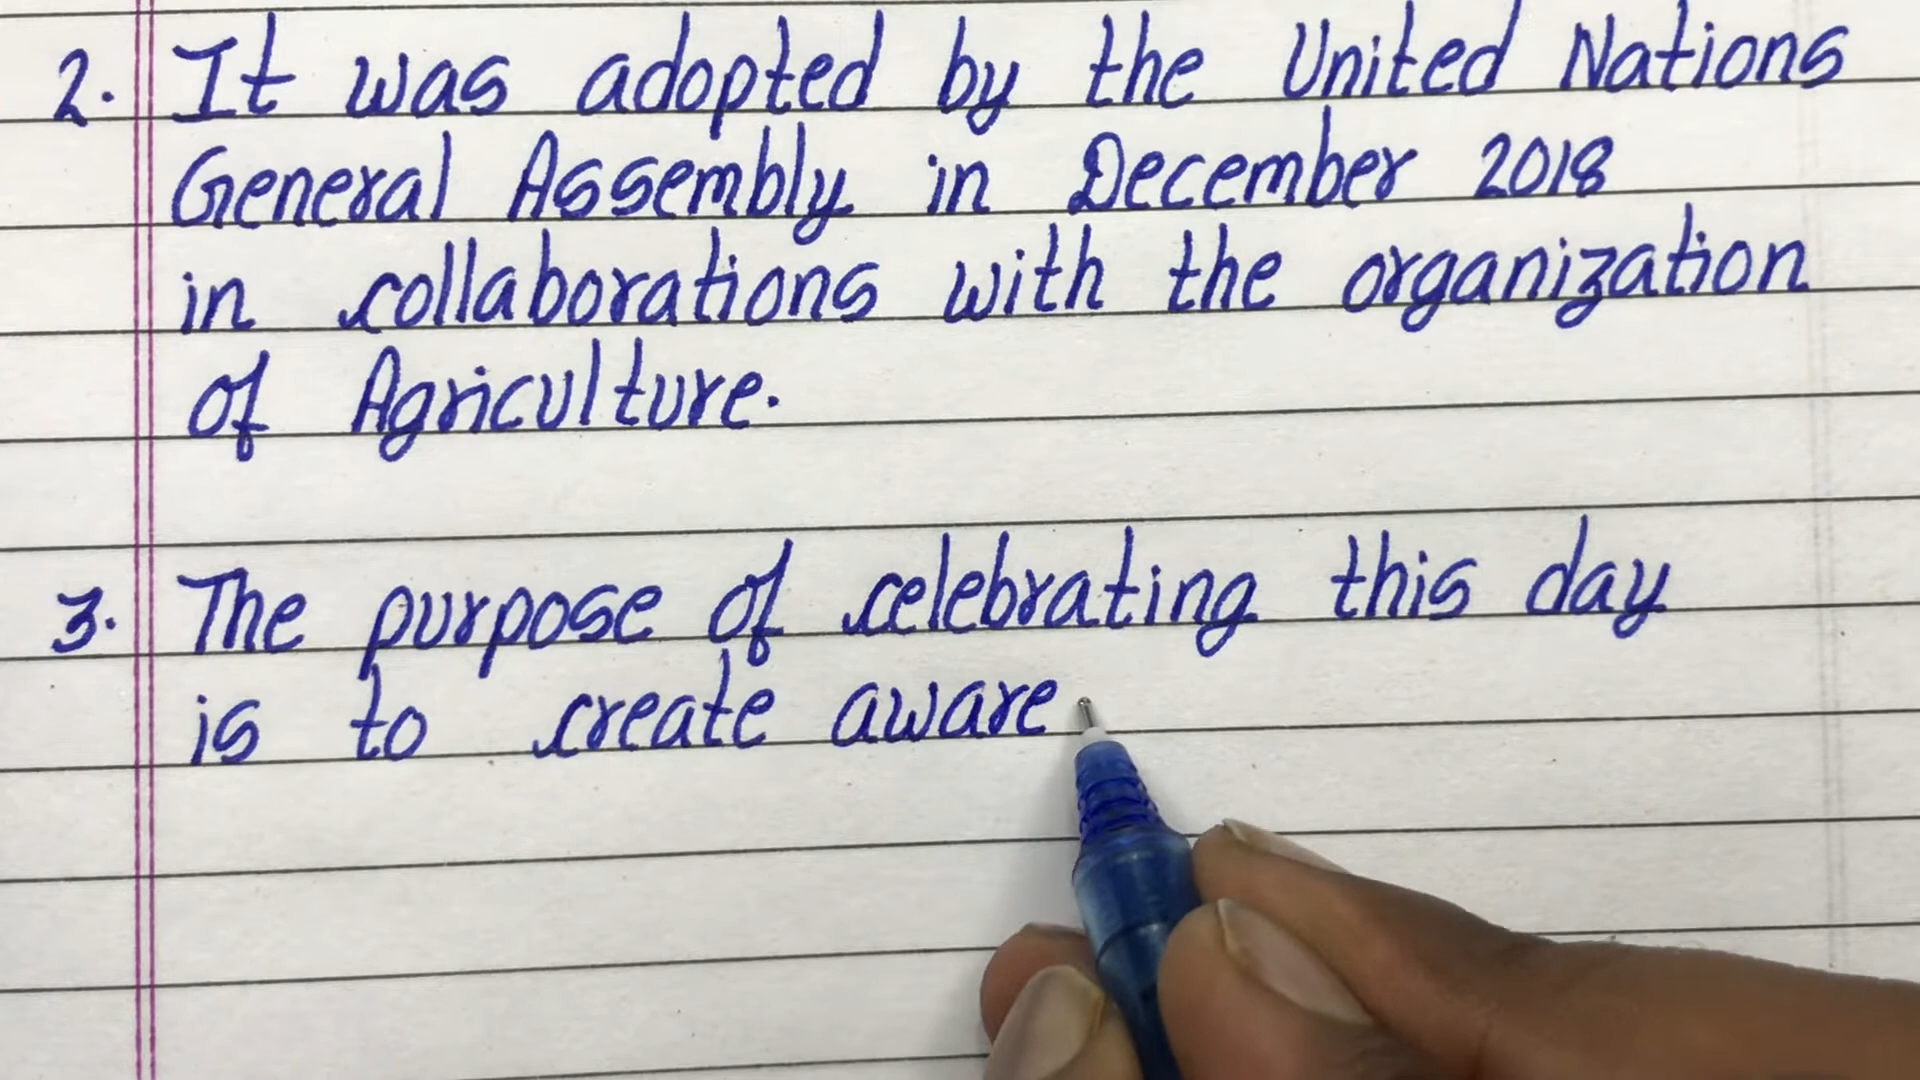 2. It was adopted by the United Nations
General Assembly in December 2018
in collaborations with the organization
of Agriculture.
3. The purpose of celebrating this day
is to create aware